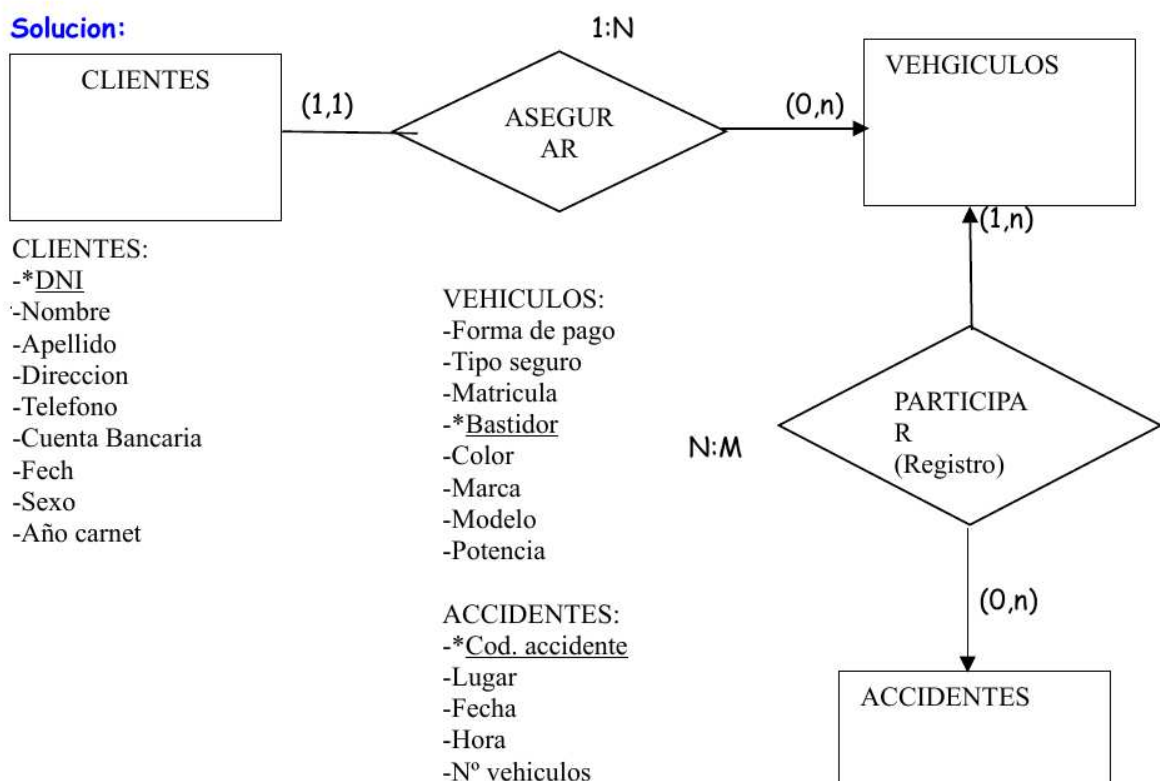 Solucion:
1:N
CLIENTES
(1,1)
ASEGUR
AR
(0,n)
VEHGICULOS
(1,n)
CLIENTES:
-*DNI
-Nombre
-Apellido
-Direccion
-Telefono
-Cuenta Bancaria
-Fech
-Sexo
-Año carnet
VEHICULOS:
-Forma de pago
-Tipo seguro
-Matricula
-*Bastidor
-Color
-Marca
-Modelo
-Potencia
N:M
PARTICIPA
R
(Registro)
(0,n)
ACCIDENTES:
-*Cod. accidente
-Lugar
-Fecha
-Hora
-Nº vehiculos
ACCIDENTES